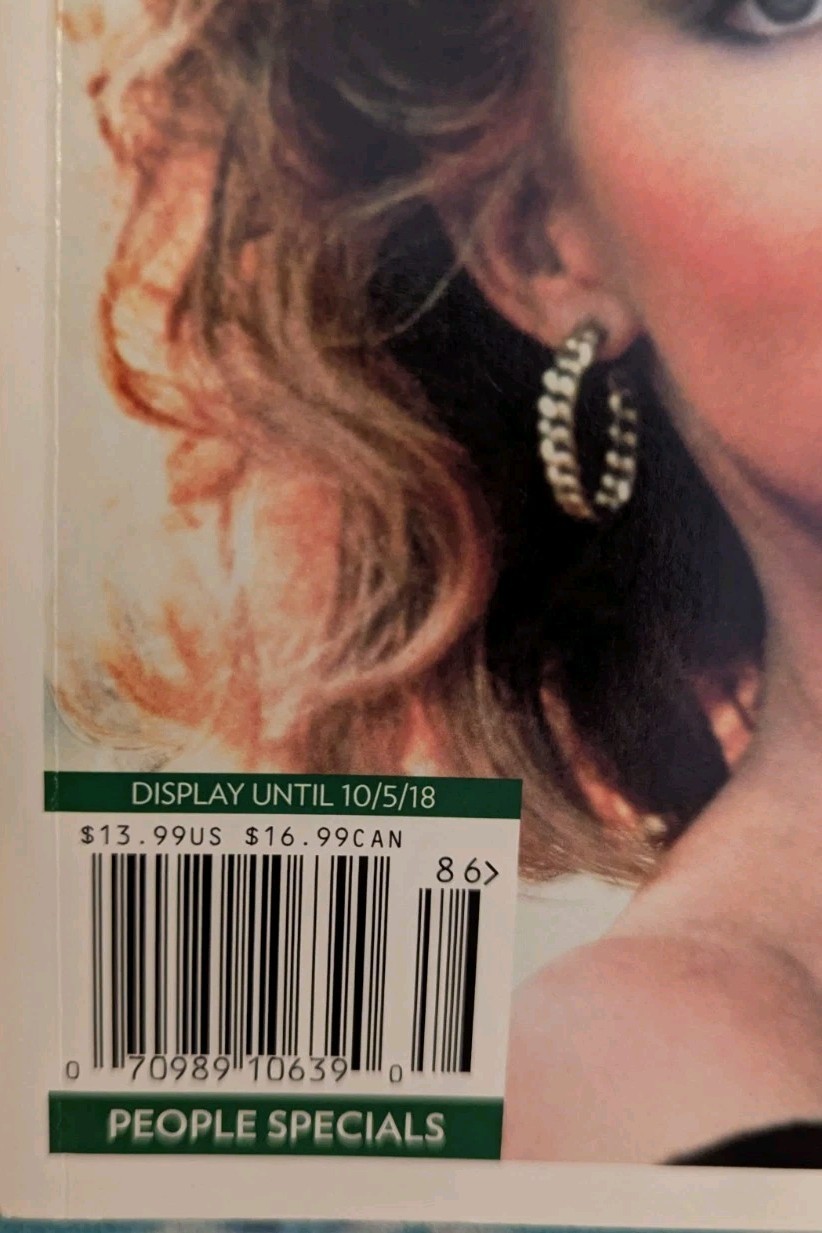 DISPLAY UNTIL 10/5/18
$13.99US $16.99CAN
86>
0 70989 10639 0
PEOPLE SPECIALS